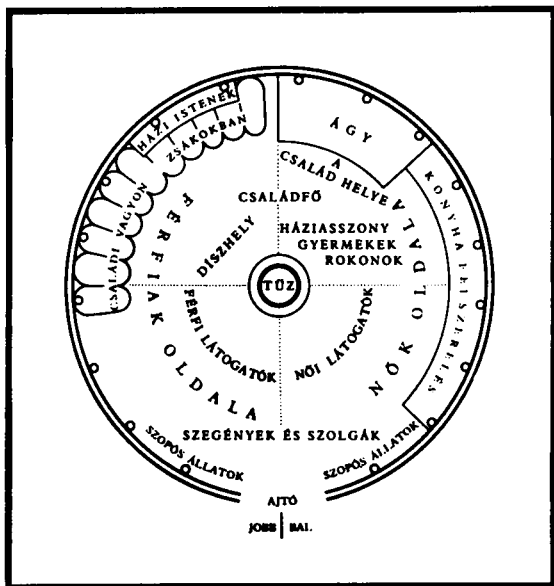 HÁZI ISTENEK
ZSÁKOKBAN
CSALÁDI VAGYON
ÁGY
A CSALÁD HELYE
KONYHA FELSZERELÉS
CSALÁDFŐ
DÍSZHELY
HÁZIASSZONY
GYERMEKEK
ROKONOK
FÉRFIAK OLDALA
NŐK OLDALA
TŰZ
FÉRFI LÁTOGATÓK
NŐI LÁTOGATÓK
SZEGÉNYEK ÉS SZOLGÁK
SZOPÓS ÁLLATOK
SZOPÓS ÁLLATOK
AJTÓ
JOBB | BAL